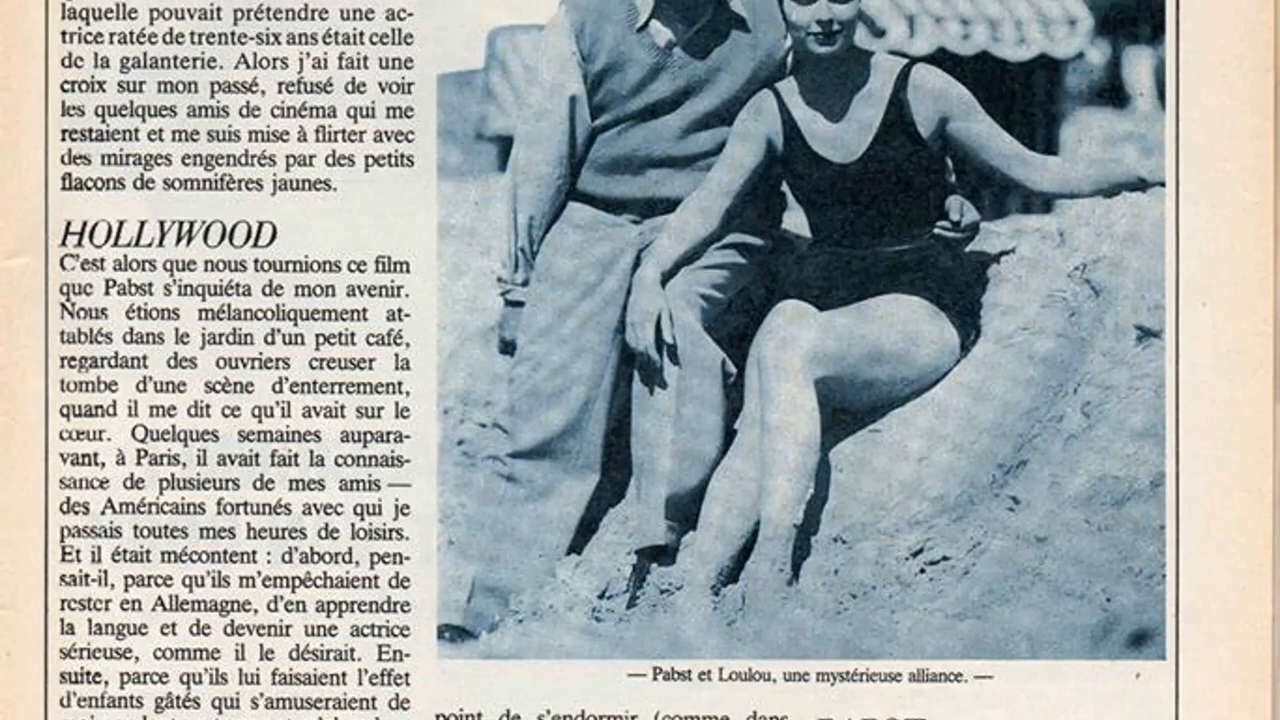 laquelle pouvait prétendre une ac-
trice ratée de trente-six ans était celle
de la galanterie. Alors j'ai fait une
croix sur mon passé, refusé de voir
les quelques amis de cinéma qui me
restaient et me suis mise à flirter avec
des mirages engendrés par des petits
flacons de somnifères jaunes.
HOLLYWOOD
C'est alors que nous tournions ce film
que Pabst s'inquiéta de mon avenir.
Nous étions mélancoliquement at-
tablés dans le jardin d'un petit café,
regardant des ouvriers creuser la
tombe d'une scène d'enterrement,
quand il me dit ce qu'il avait sur le
cœur. Quelques semaines aupara-
vant, à Paris, il avait fait la connais-
sance de plusieurs de mes amis —
des Américains fortunés avec qui je
passais toutes mes heures de loisirs.
Et il était mécontent : d'abord, pen-
sait-il, parce qu'ils m'empêchaient de
rester en Allemagne, d'en apprendre
la langue et de devenir une actrice
sérieuse, comme il le désirait. En-
suite, parce qu'ils lui faisaient l'effet
d'enfants gâtés qui s'amuseraient de
— Pabst et Loulou, une mystérieuse alliance. —
point de s'endormir (comme dans